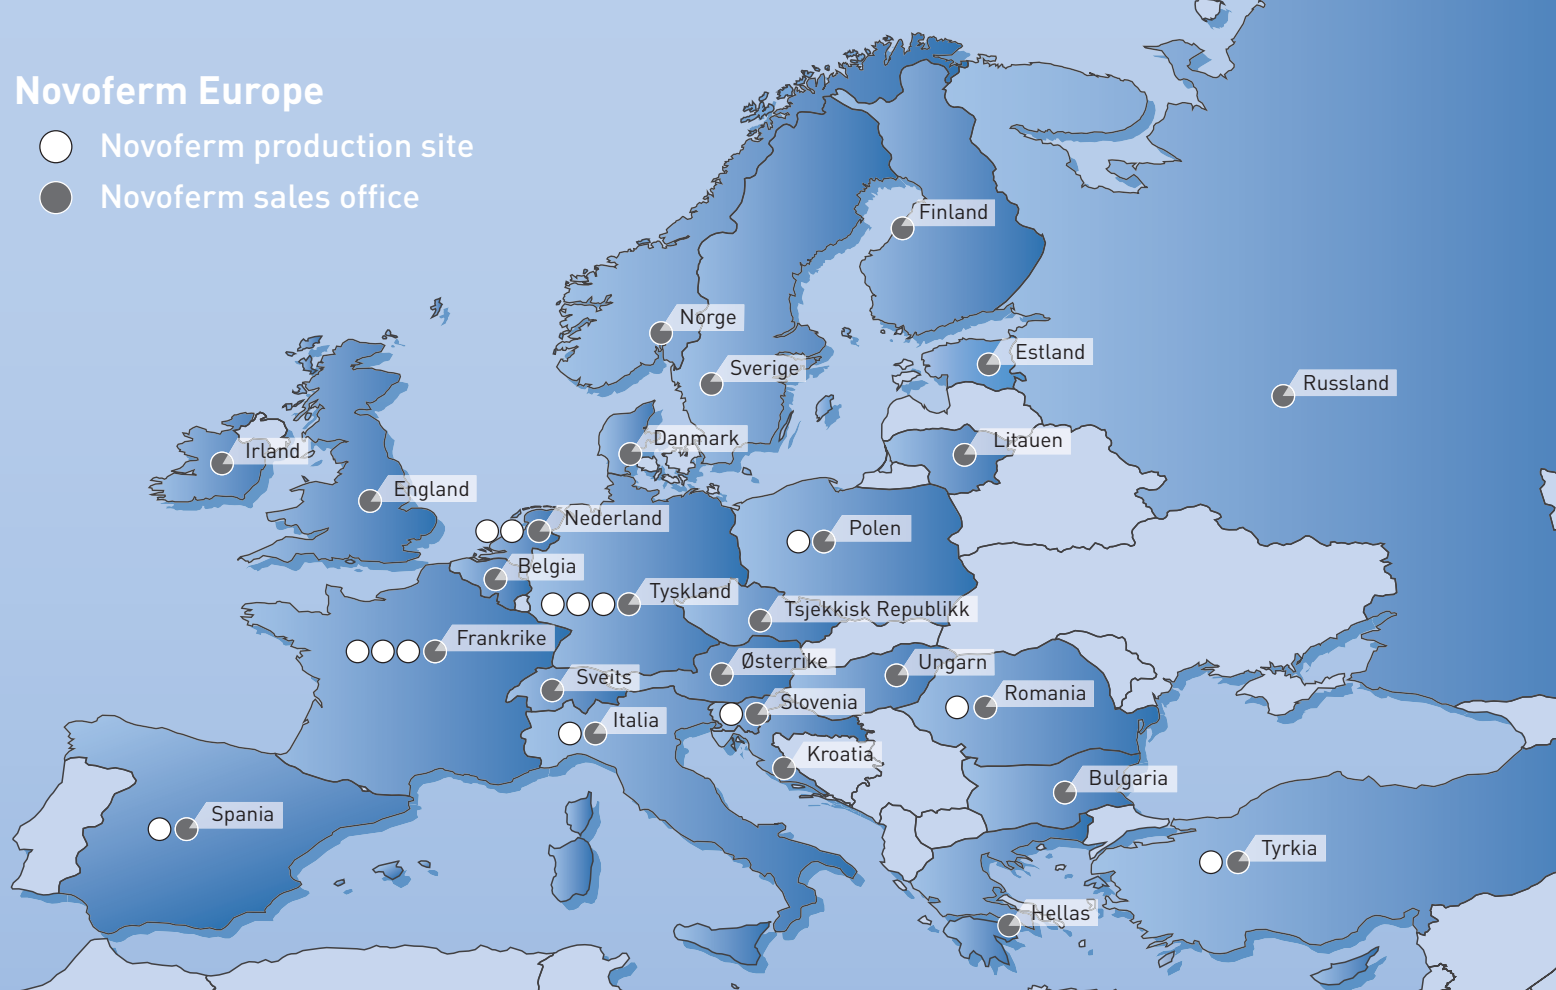 Novoferm Europe
Novoferm production site
Novoferm sales office
Finland
Norge
Estland
Sverige
Russland
Danmark
Litauen
Irland
England
Nederland
Polen
Belgia
Tyskland
Tsjekkisk Republikk
Frankrike
Østerrike
Ungarn
Sveits
Romania
Slovenia
Italia
Kroatia
Bulgaria
Spania
Tyrkia
Hellas